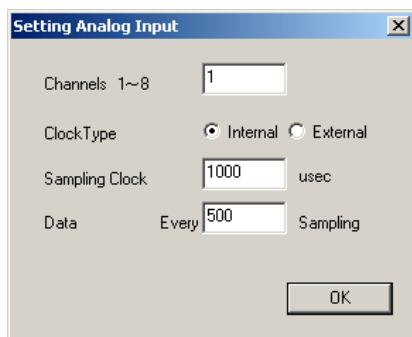 Setting Analog Input
Channels 1~8 1
ClockType Internal External
Sampling Clock 1000 usec
Data Every 500 Sampling
OK